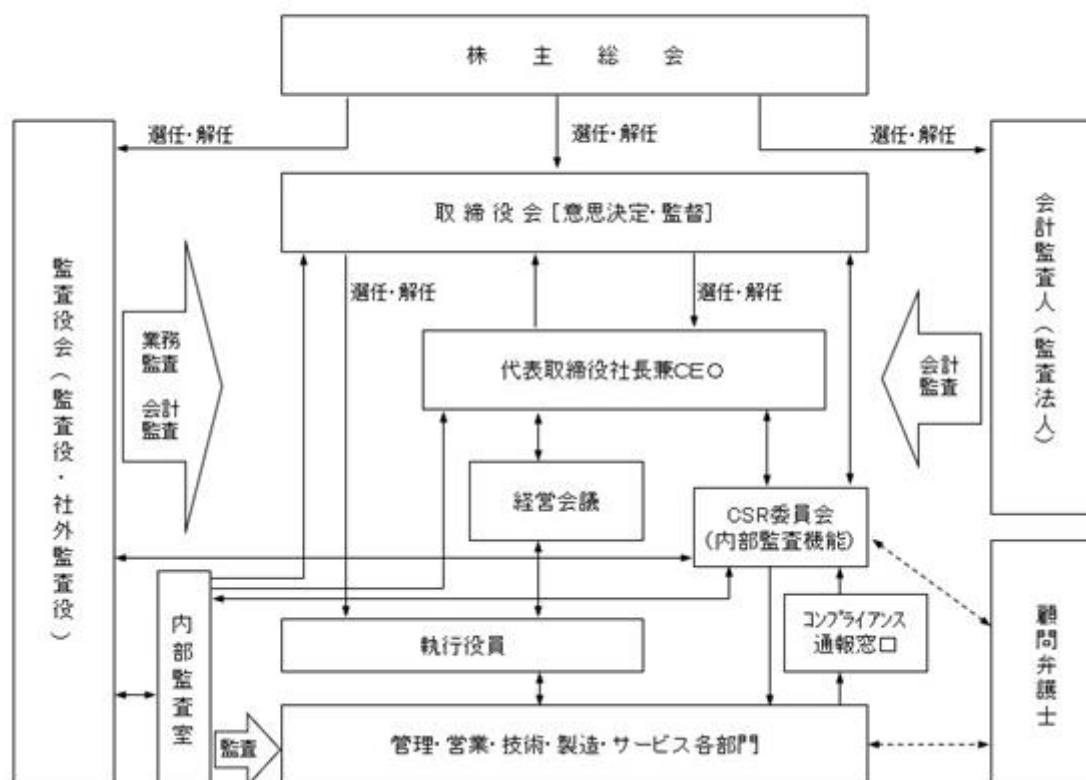 株主総会
選任・解任
選任・解任
選任・解任
監査役会（監査役・社外監査役）
取締役会［意思決定・監督］
会計監査人（監査法人）
選任・解任
選任・解任
業務
監査
会計
監査
代表取締役社長兼CEO
会計
監査
経営会議
CSR委員会
（内部監査機能）
内部監査室
執行役員
コンプライアンス
通報窓口
顧問弁護士
監査
管理・営業・技術・製造・サービス各部門